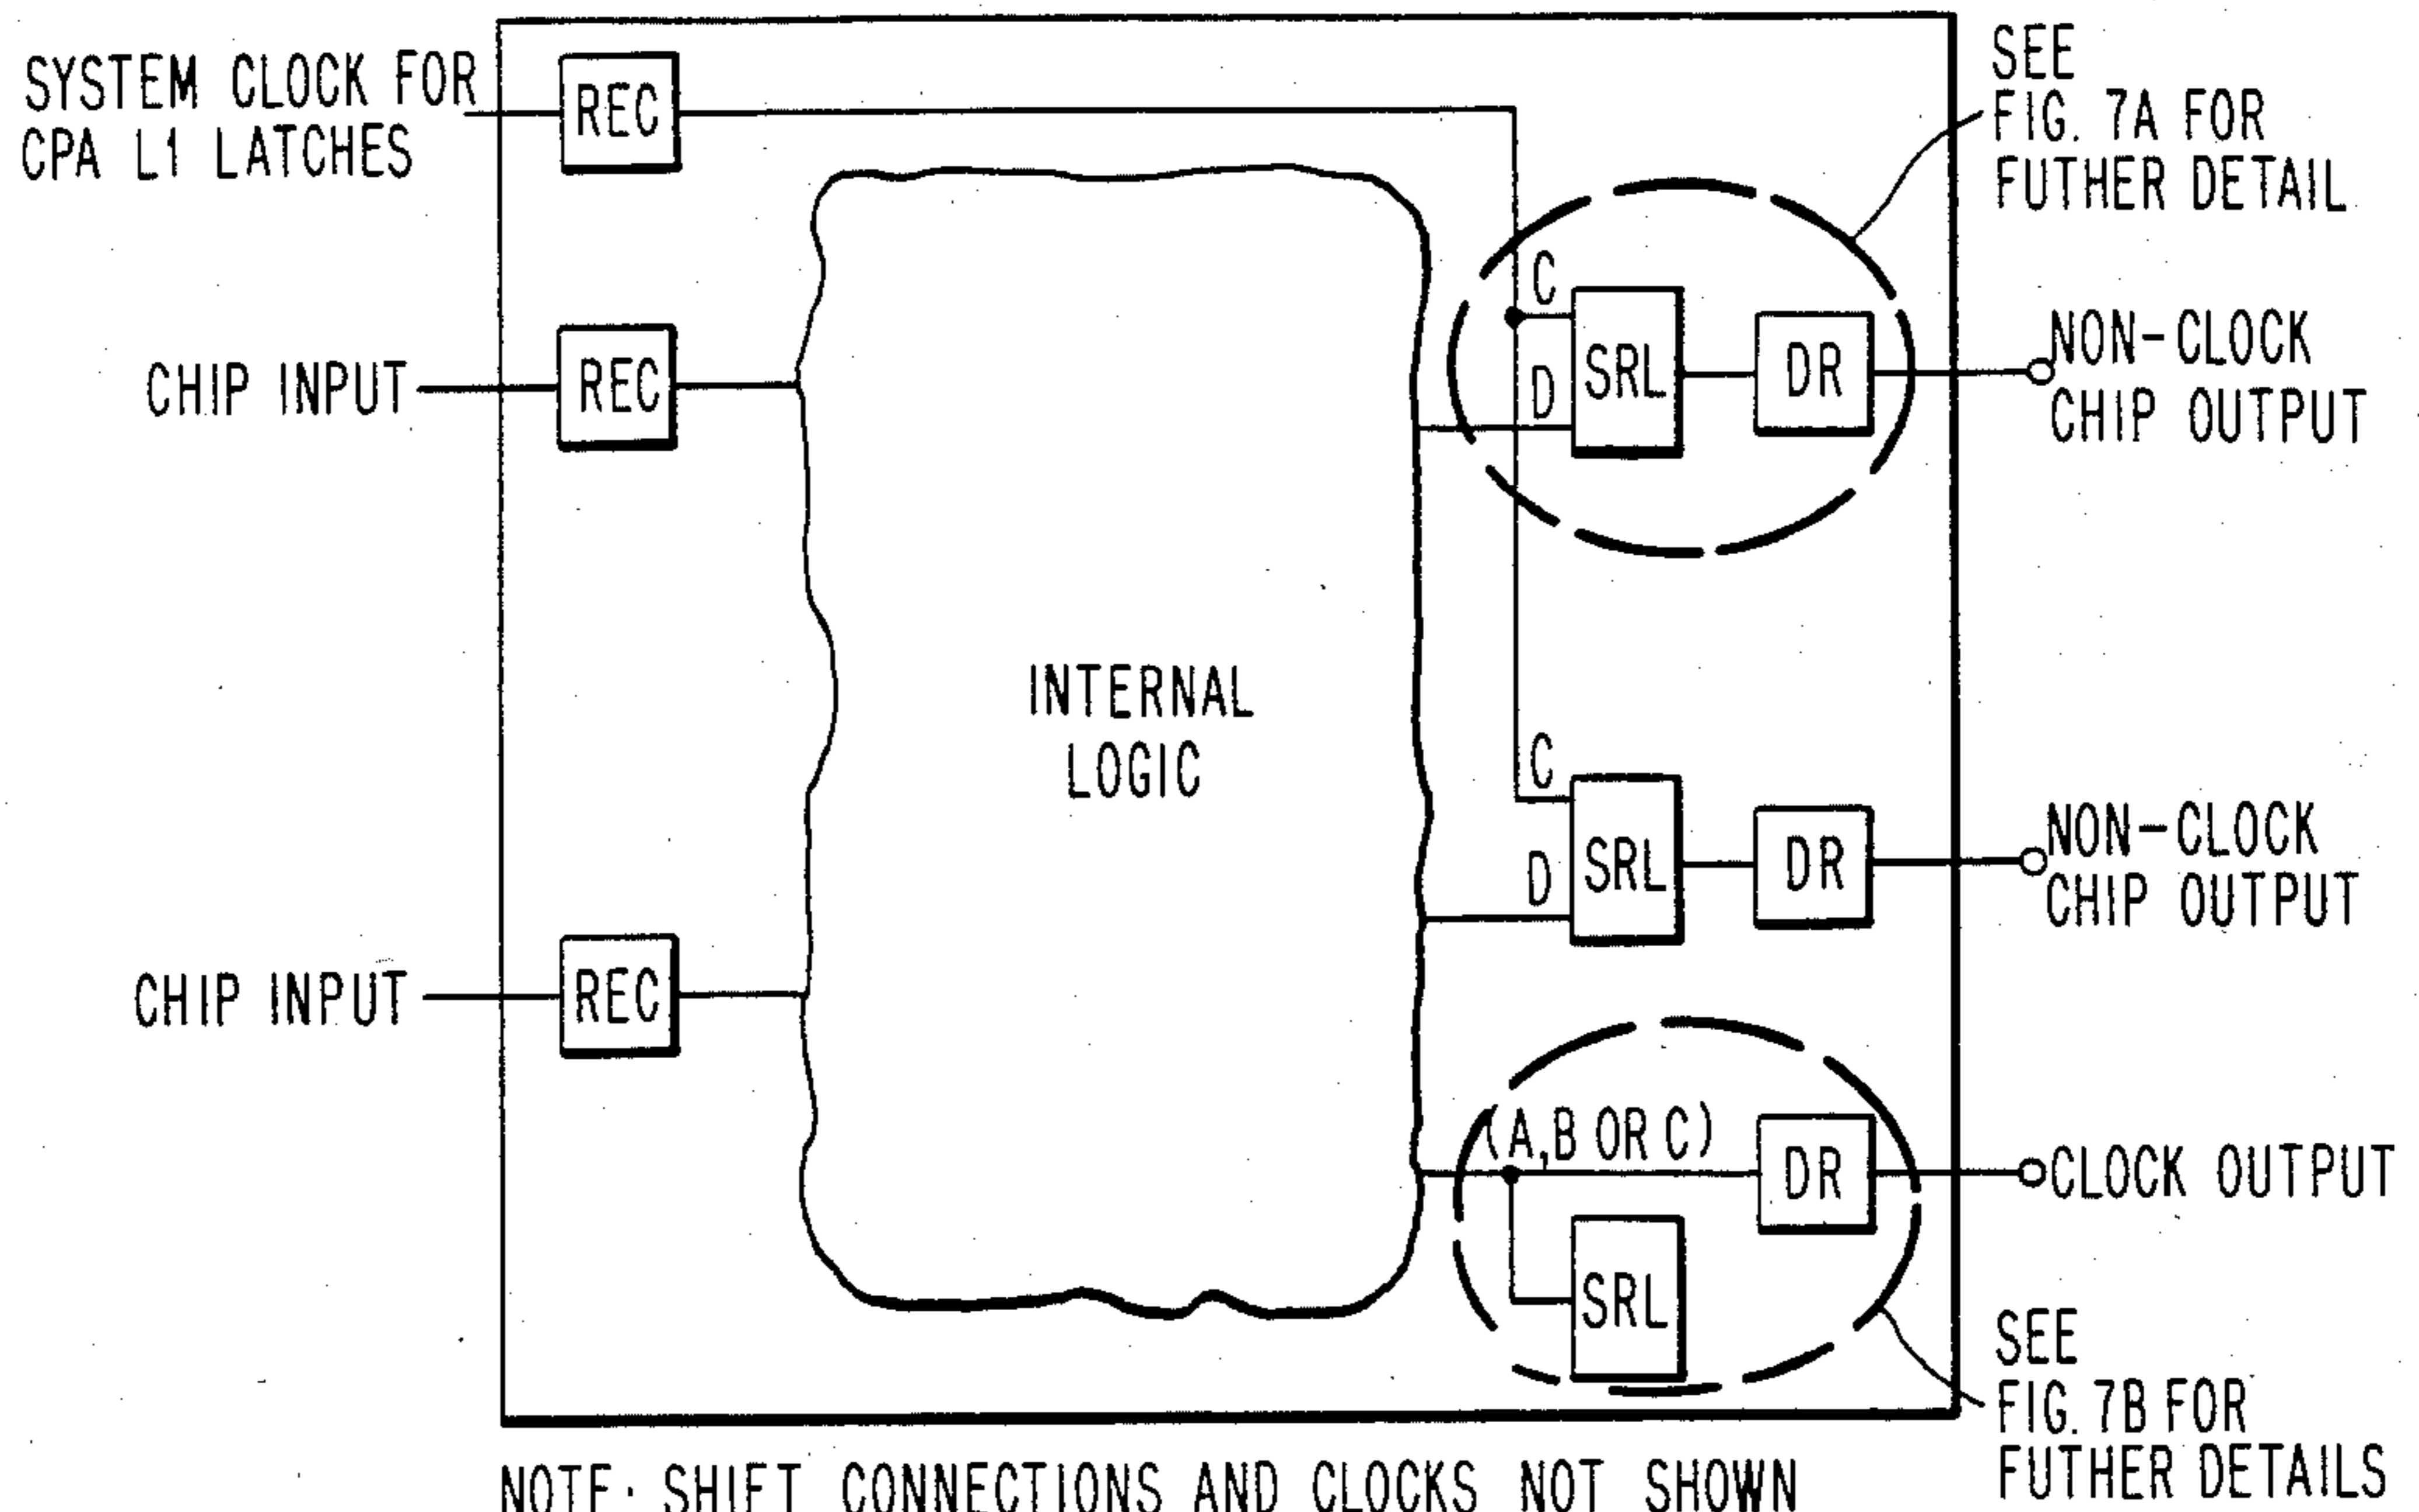 SYSTEM CLOCK FOR
CPA L1 LATCHES
REC
SEE
FIG. 7A FOR
FUTHER DETAIL
CHIP INPUT
REC
C
D
SRL
DR
NON-CLOCK
CHIP OUTPUT
INTERNAL
LOGIC
C
D
SRL
DR
NON-CLOCK
CHIP OUTPUT
CHIP INPUT
REC
(A,B OR C)
DR
CLOCK OUTPUT
SRL
SEE
FIG. 7B FOR
FUTHER DETAILS
NOTE: SHIFT CONNECTIONS AND CLOCKS NOT SHOWN